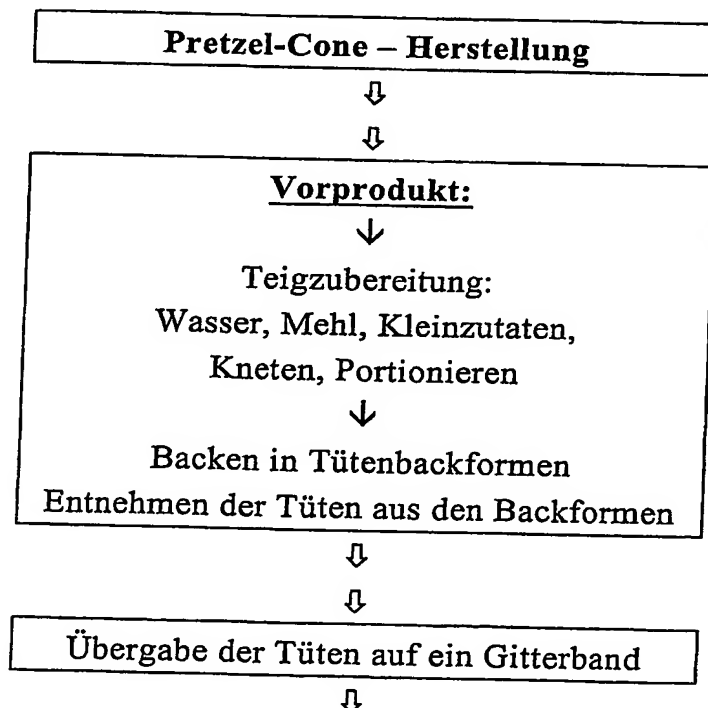 Pretzel-Cone – Herstellung
Vorprodukt:
Teigzubereitung:
Wasser, Mehl, Kleinzutaten,
Kneten, Portionieren
Backen in Tütenbackformen
Entnehmen der Tüten aus den Backformen
Übergabe der Tüten auf ein Gitterband